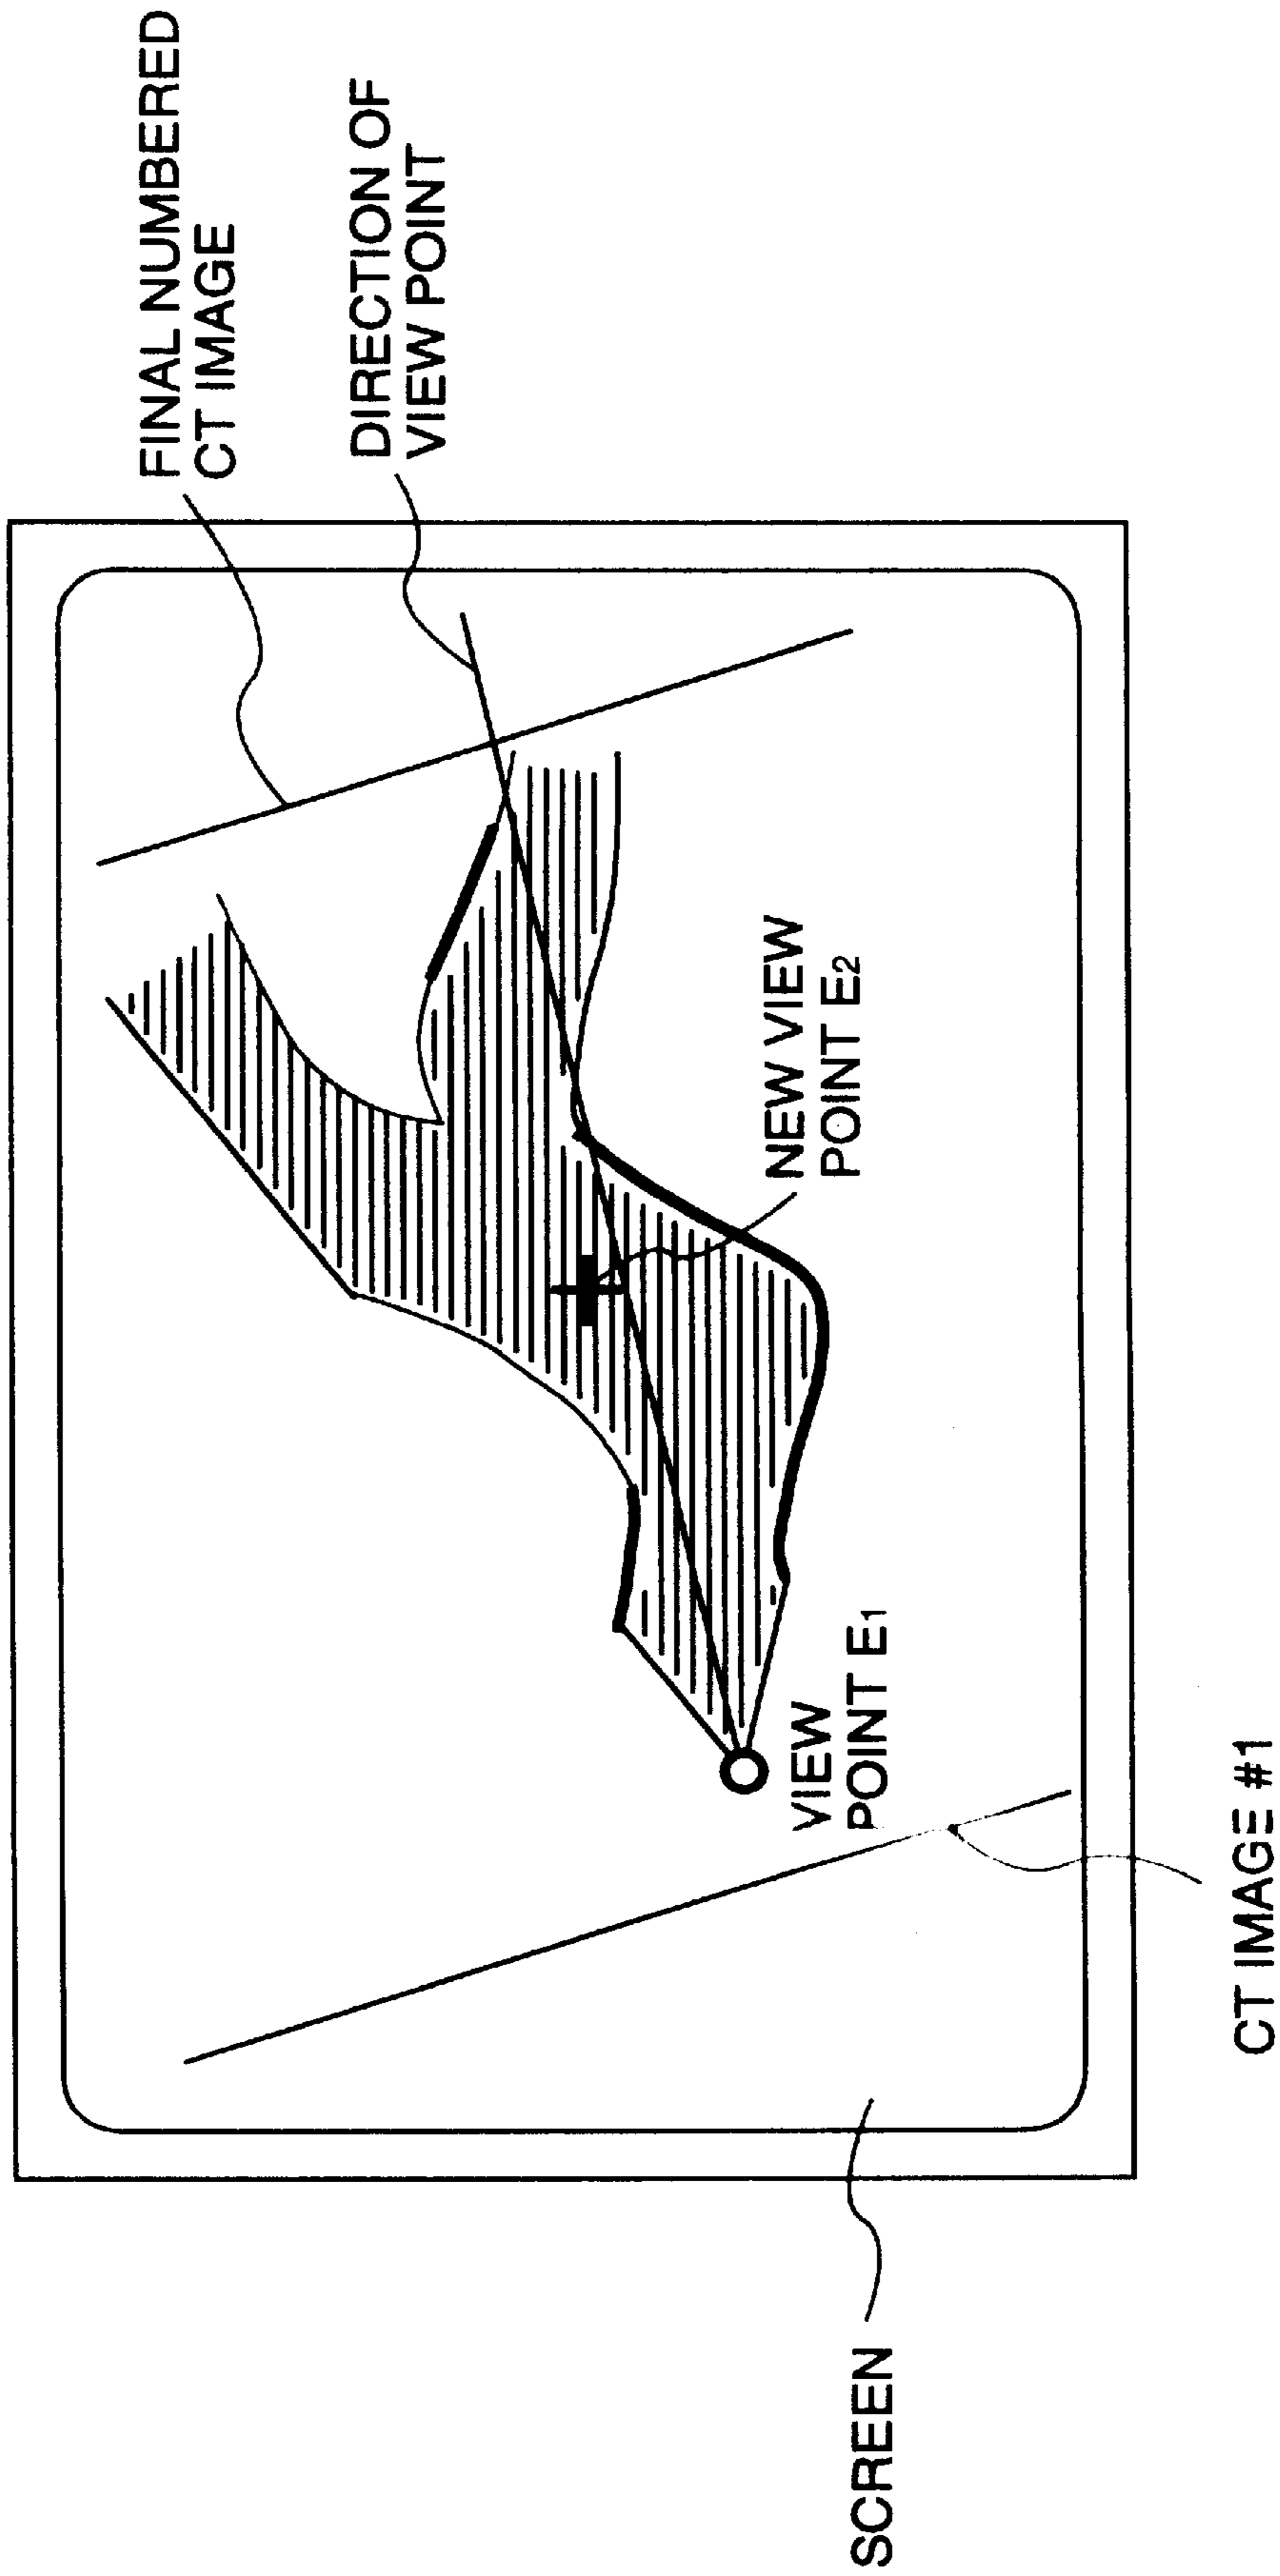 FINAL NUMBERED
CT IMAGE
DIRECTION OF
VIEW POINT
NEW VIEW
POINT E2
VIEW
POINT E1
CT IMAGE #1
SCREEN